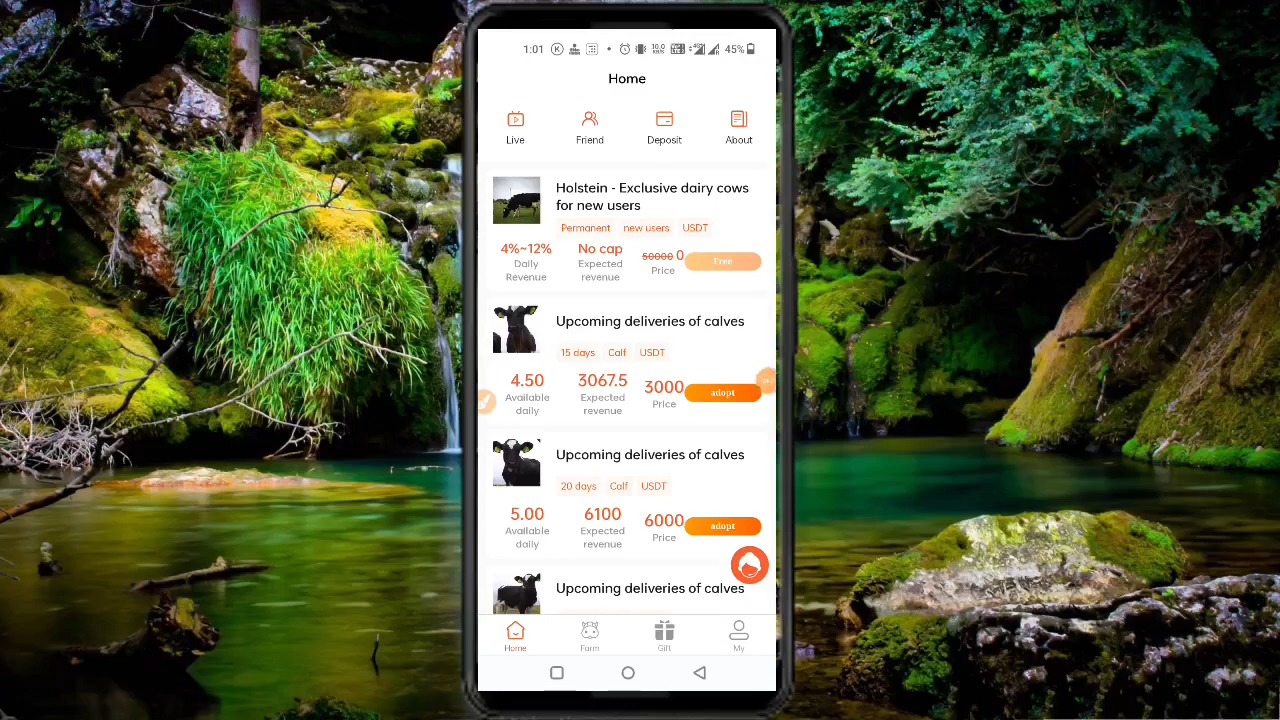 1:01 45%
Home
Live Friend Deposit About
Holstein - Exclusive dairy cows
for new users
Permanent new users USDT
4%~12% No cap 50000 0 Free
Daily Expected Price
Revenue revenue
Upcoming deliveries of calves
15 days Calf USDT
4.50 3067.5 3000 adopt
Available Expected Price
daily revenue
Upcoming deliveries of calves
20 days Calf USDT
5.00 6100 6000 adopt
Available Expected Price
daily revenue
Upcoming deliveries of calves
Home Farm Gift My